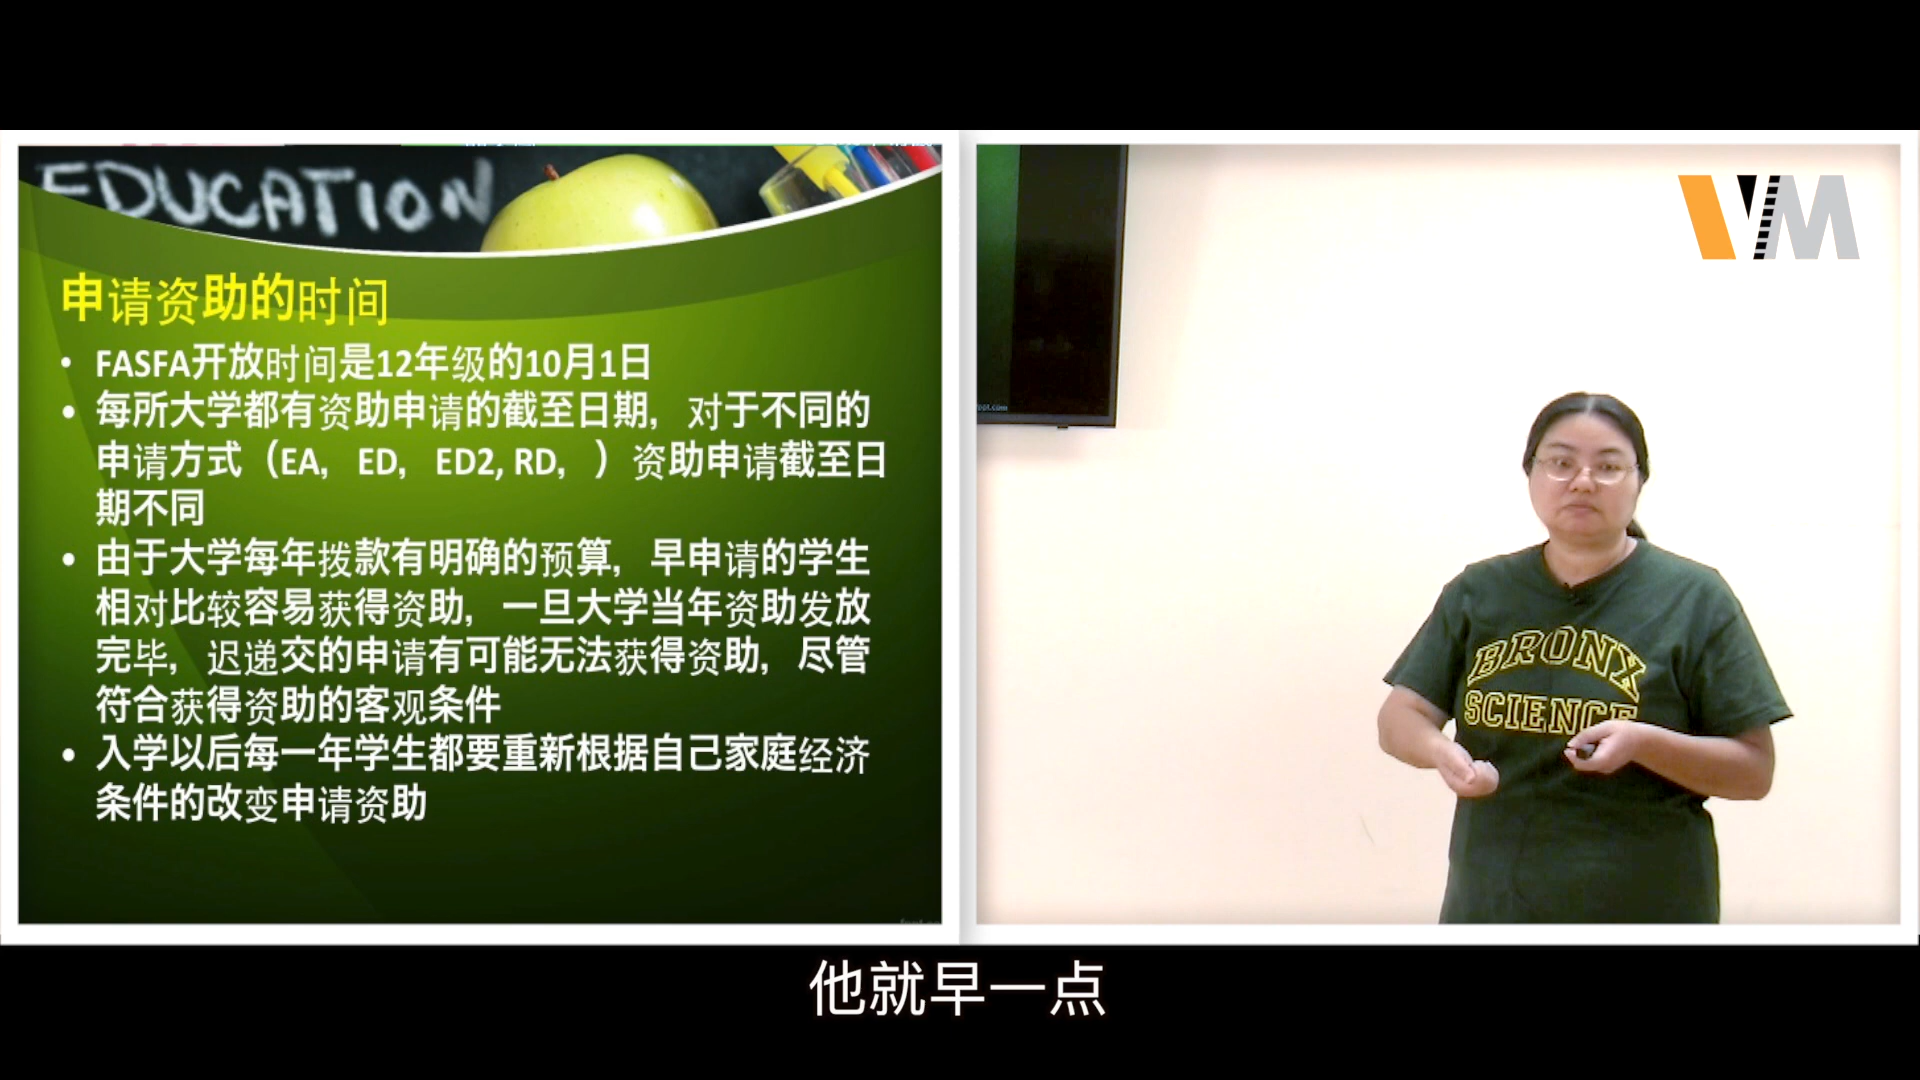 EDUCATION
VM
申请资助的时间
• FASFA开放时间是12年级的10月1日
• 每所大学都有资助申请的截至日期，对于不同的
申请方式（EA，ED，ED2, RD，）资助申请截至日
期不同
• 由于大学每年拨款有明确的预算，早申请的学生
相对比较容易获得资助，一旦大学当年资助发放
完毕，迟递交的申请有可能无法获得资助，尽管
符合获得资助的客观条件
• 入学以后每一年学生都要重新根据自己家庭经济
条件的改变申请资助
BRONX
SCIENCE
他就早一点